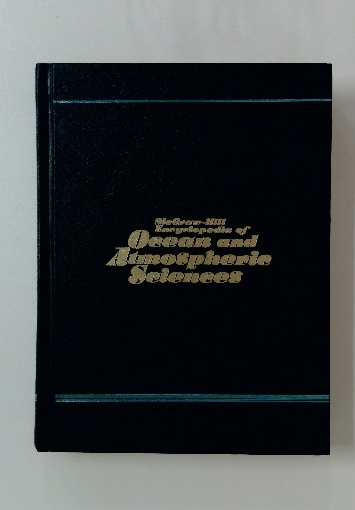 McGraw-Hill
Encyclopedia of
Ocean and
Atmospheric
Sciences